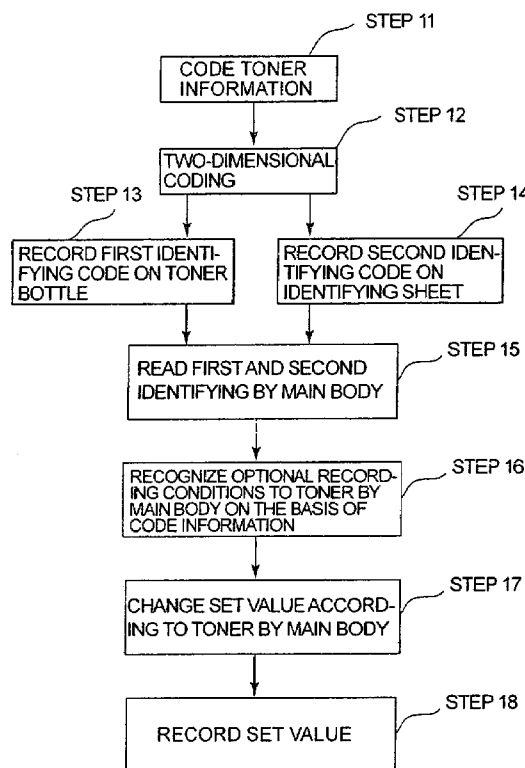 STEP 11
CODE TONER
INFORMATION
STEP 12
TWO-DIMENSIONAL
CODING
STEP 13
RECORD FIRST IDENTI-
FYING CODE ON TONER
BOTTLE
STEP 14
RECORD SECOND IDEN-
TIFYING CODE ON
IDENTIFYING SHEET
STEP 15
READ FIRST AND SECOND
IDENTIFYING BY MAIN BODY
STEP 16
RECOGNIZE OPTIONAL RECORD-
ING CONDITIONS TO TONER BY
MAIN BODY ON THE BASIS OF
CODE INFORMATION
STEP 17
CHANGE SET VALUE ACCORD-
ING TO TONER BY MAIN BODY
STEP 18
RECORD SET VALUE